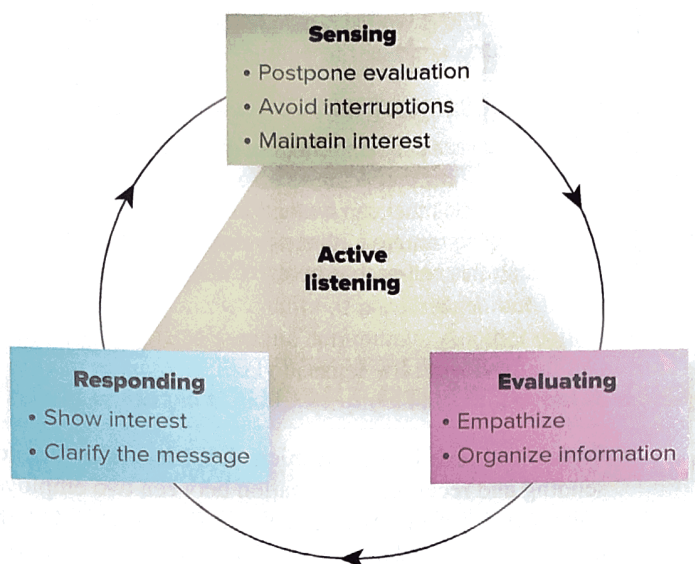 Sensing
• Postpone evaluation
• Avoid interruptions
• Maintain interest
Active
listening
Responding
• Show interest
• Clarify the message
Evaluating
• Empathize
• Organize information